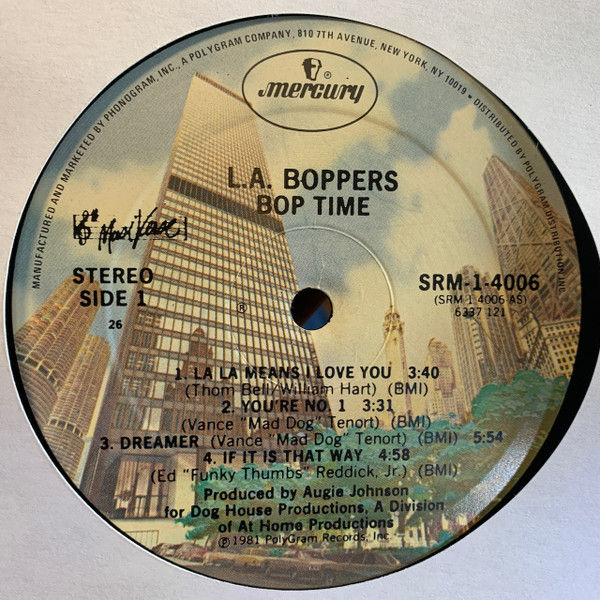 MANUFACTURED AND MARKETED BY PHONOGRAM, INC., A POLYGRAM COMPANY, 810 7TH AVENUE, NEW YORK, NY 10019 • DISTRIBUTED BY POLYGRAM DISTRIBUTION, INC.
®
mercury
L.A. BOPPERS
BOP TIME
STEREO
SIDE 1
26
®
SRM-1-4006
(SRM 1 4006 AS)
6337 121
1. LA LA MEANS I LOVE YOU 3:40
(Thom Bell/William Hart) (BMI)
2. YOU'RE NO. 1 3:31
(Vance "Mad Dog" Tenort) (BMI)
3. DREAMER (Vance "Mad Dog" Tenort) (BMI) 5:54
4. IF IT IS THAT WAY 4:58
(Ed "Funky Thumbs" Reddick, Jr.) (BMI)
Produced by Augie Johnson
for Dog House Productions, A Division
of At Home Productions
℗ 1981 PolyGram Records, Inc.